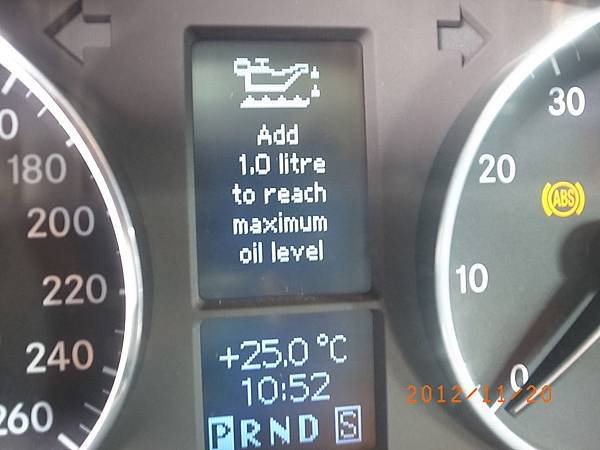 Add
1.0 litre
to reach
maximum
oil level
+25.0 °C
10:52
P R N D S
180
200
220
240
260
30
20
10
0
ABS
2012/11/20